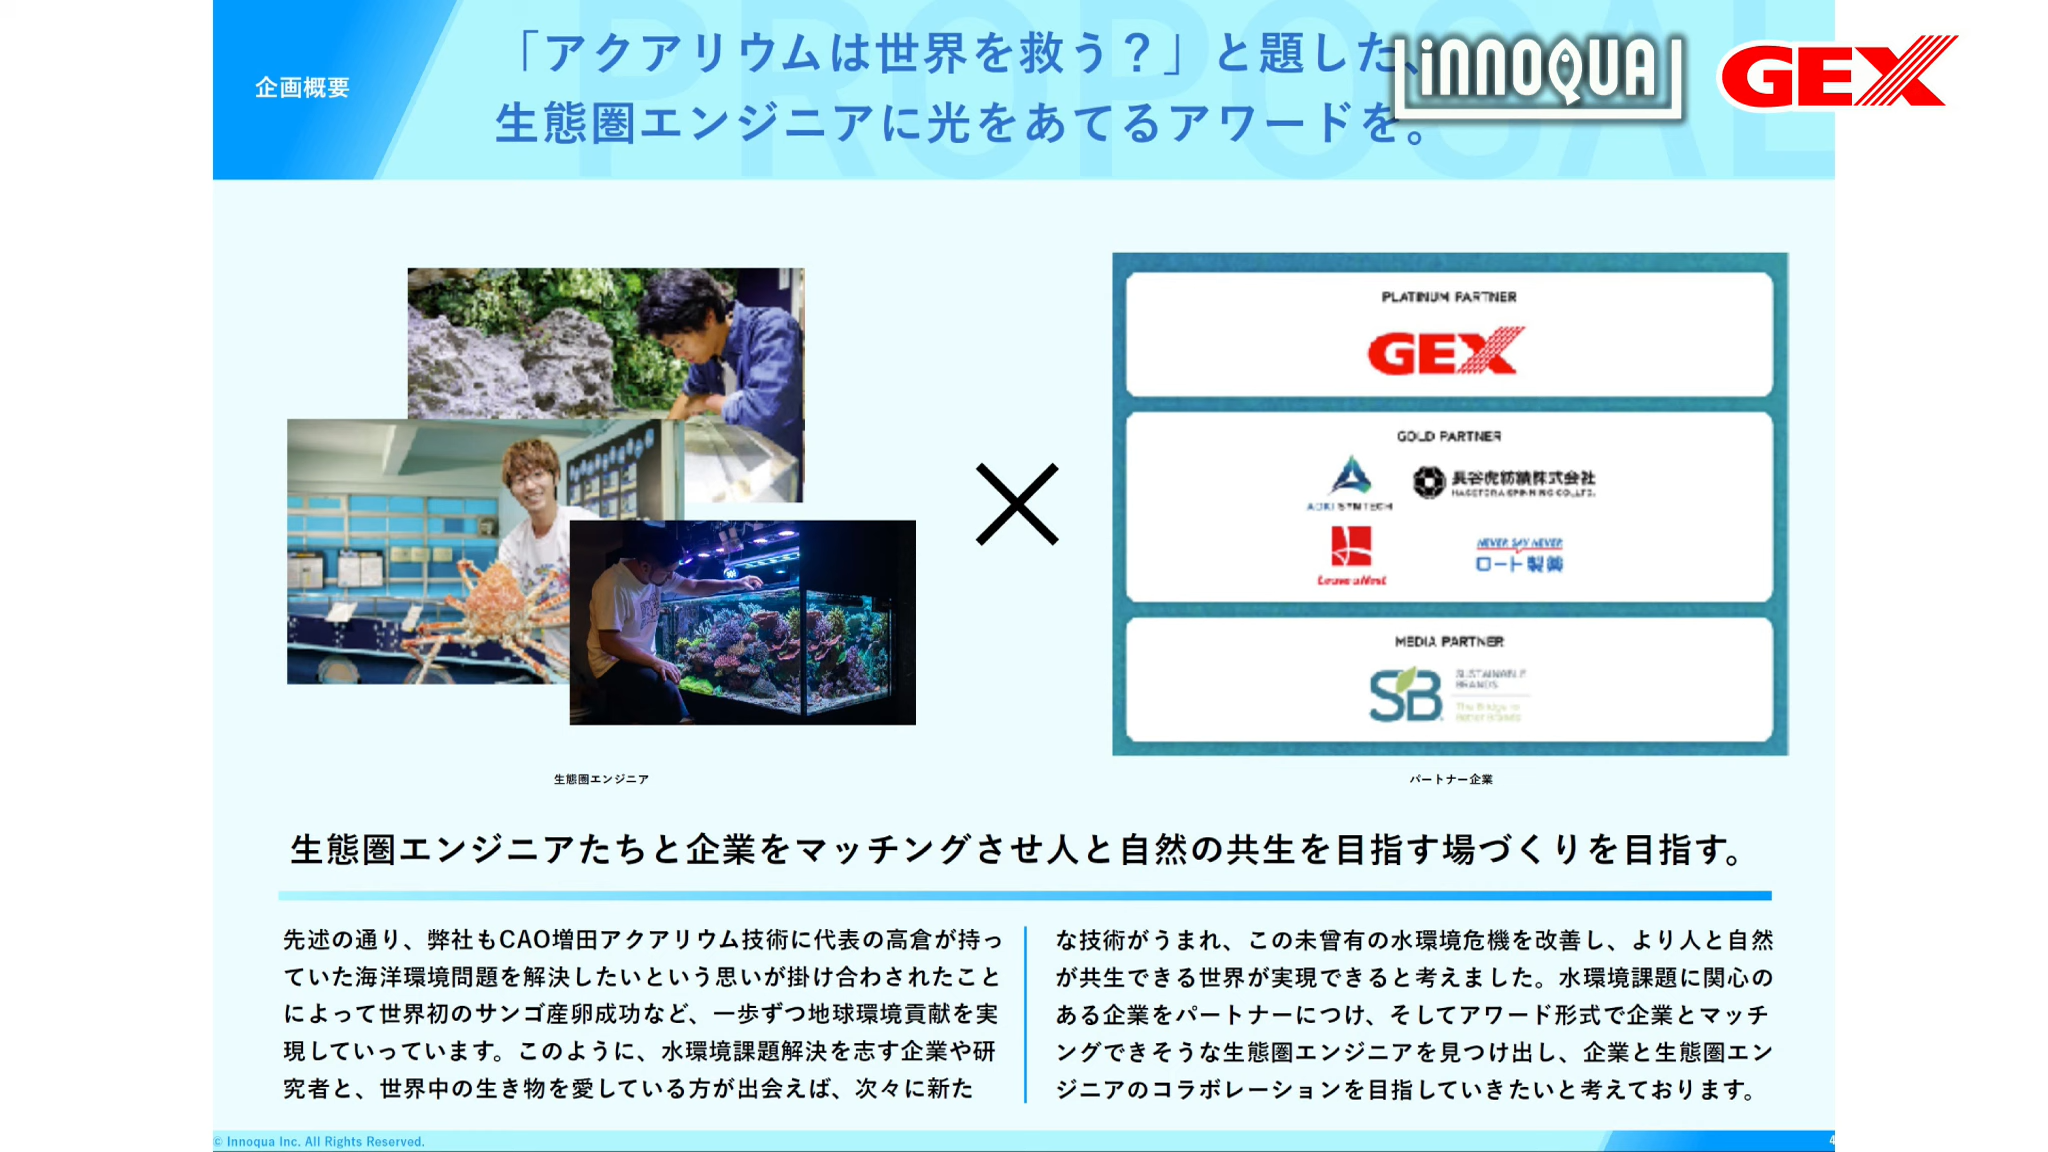 企画概要
「アクアリウムは世界を救う？」と題した、
生態圏エンジニアに光をあてるアワードを。
PROPOSAL
iNNOQUA
GEX
PLATINUM PARTNER
GEX
GOLD PARTNER
AOKI SYNTECH
長谷虎紡績株式会社
HASETORA SPINNING CO.,LTD.
Leave a Nest
NEVER SAY NEVER
ロート製薬
MEDIA PARTNER
SB
SUSTAINABLE
BRANDS
The Bridge to
Better Brands
生態圏エンジニア
パートナー企業
生態圏エンジニアたちと企業をマッチングさせ人と自然の共生を目指す場づくりを目指す。
先述の通り、弊社もCAO増田アクアリウム技術に代表の高倉が持っ
ていた海洋環境問題を解決したいという思いが掛け合わされたこと
によって世界初のサンゴ産卵成功など、一歩ずつ地球環境貢献を実
現していっています。このように、水環境課題解決を志す企業や研
究者と、世界中の生き物を愛している方が出会えば、次々に新た
な技術がうまれ、この未曾有の水環境危機を改善し、より人と自然
が共生できる世界が実現できると考えました。水環境課題に関心の
ある企業をパートナーにつけ、そしてアワード形式で企業とマッチ
ングできそうな生態圏エンジニアを見つけ出し、企業と生態圏エン
ジニアのコラボレーションを目指していきたいと考えております。
© Innoqua Inc. All Rights Reserved.
4